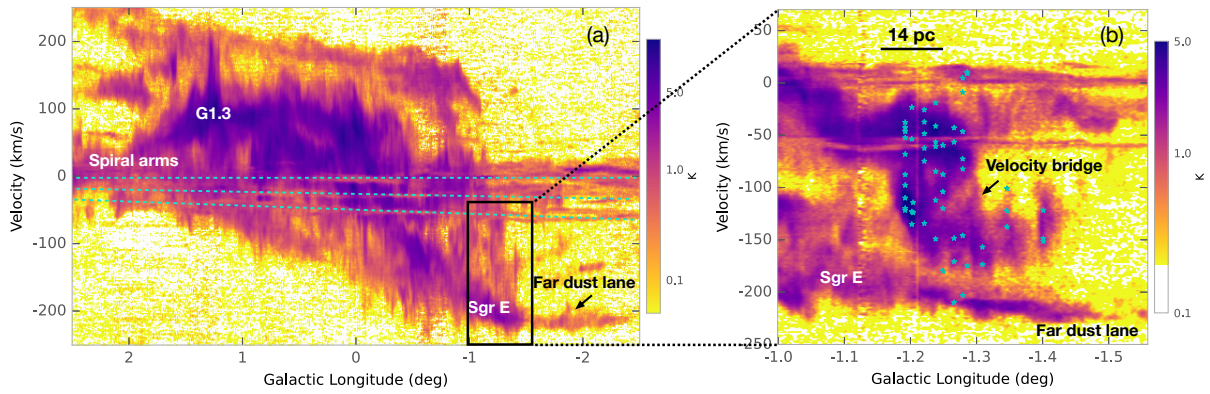 (a)
200
100
0
-100
-200
Velocity (km/s)
G1.3
Spiral arms
Far dust lane
Sgr E
2
1
0
-1
-2
Galactic Longitude (deg)
5.0
1.0
0.1
K
(b)
14 pc
50
0
-50
-100
-150
-200
-250
Velocity (km/s)
Velocity bridge
Sgr E
Far dust lane
-1.0
-1.1
-1.2
-1.3
-1.4
-1.5
Galactic Longitude (deg)
5.0
1.0
0.1
K